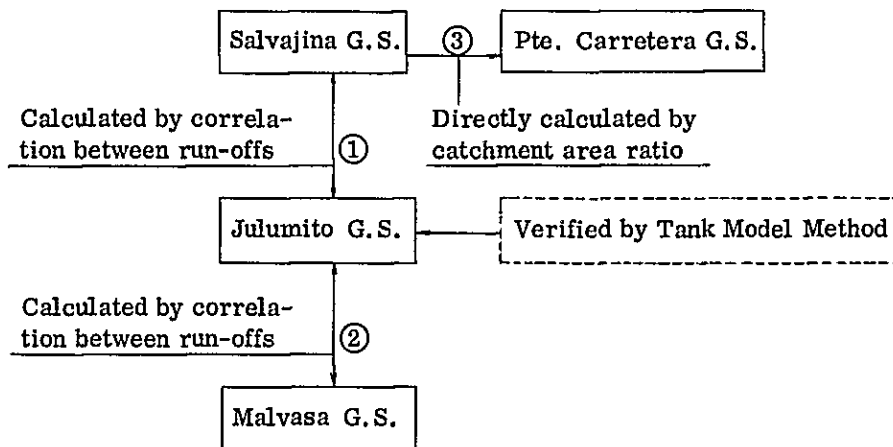 Salvajina G.S.
③
Pte. Carretera G.S.
Calculated by correla-
tion between run-offs
①
Directly calculated by
catchment area ratio
Julumito G.S.
Verified by Tank Model Method
Calculated by correla-
tion between run-offs
②
Malvasa G.S.